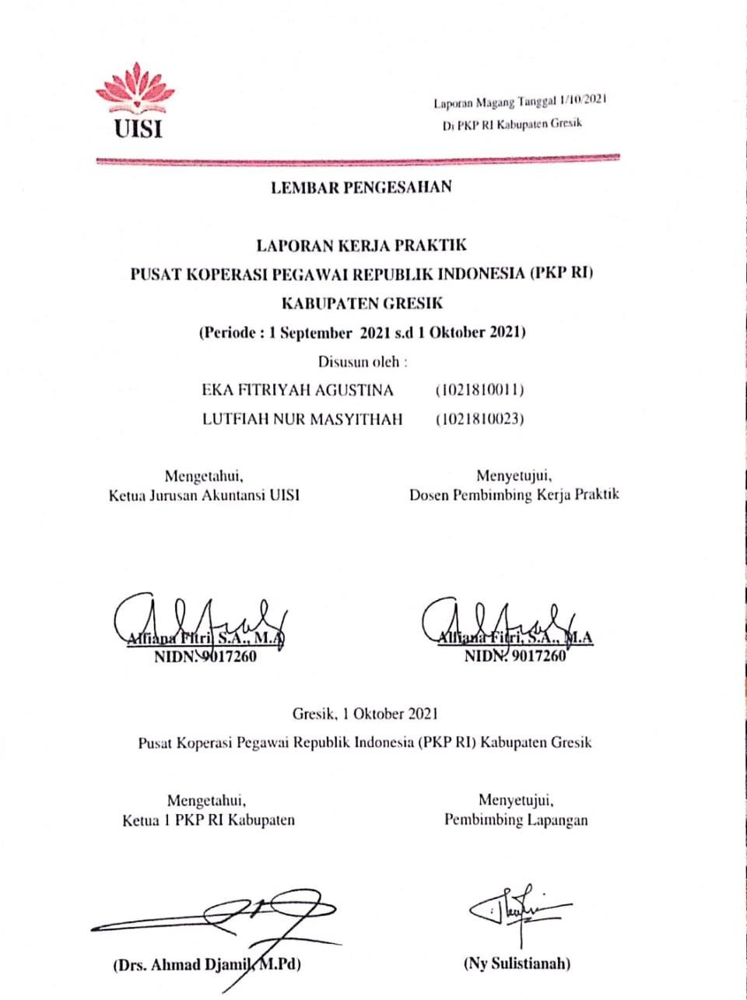 UISI
Laporan Magang Tanggal 1/10/2021
Di PKP RI Kabupaten Gresik
LEMBAR PENGESAHAN
LAPORAN KERJA PRAKTIK
PUSAT KOPERASI PEGAWAI REPUBLIK INDONESIA (PKP RI)
KABUPATEN GRESIK
(Periode : 1 September 2021 s.d 1 Oktober 2021)
Disusun oleh :
EKA FITRIYAH AGUSTINA (1021810011)
LUTFIAH NUR MASYITHAH (1021810023)
Mengetahui,
Ketua Jurusan Akuntansi UISI
Menyetujui,
Dosen Pembimbing Kerja Praktik
Alfiana Fitri, S.A., M.A
NIDN. 9017260
Alfiana Fitri, S.A., M.A
NIDN. 9017260
Gresik, 1 Oktober 2021
Pusat Koperasi Pegawai Republik Indonesia (PKP RI) Kabupaten Gresik
Mengetahui,
Ketua 1 PKP RI Kabupaten
Menyetujui,
Pembimbing Lapangan
(Drs. Ahmad Djamil, M.Pd)
(Ny Sulistianah)